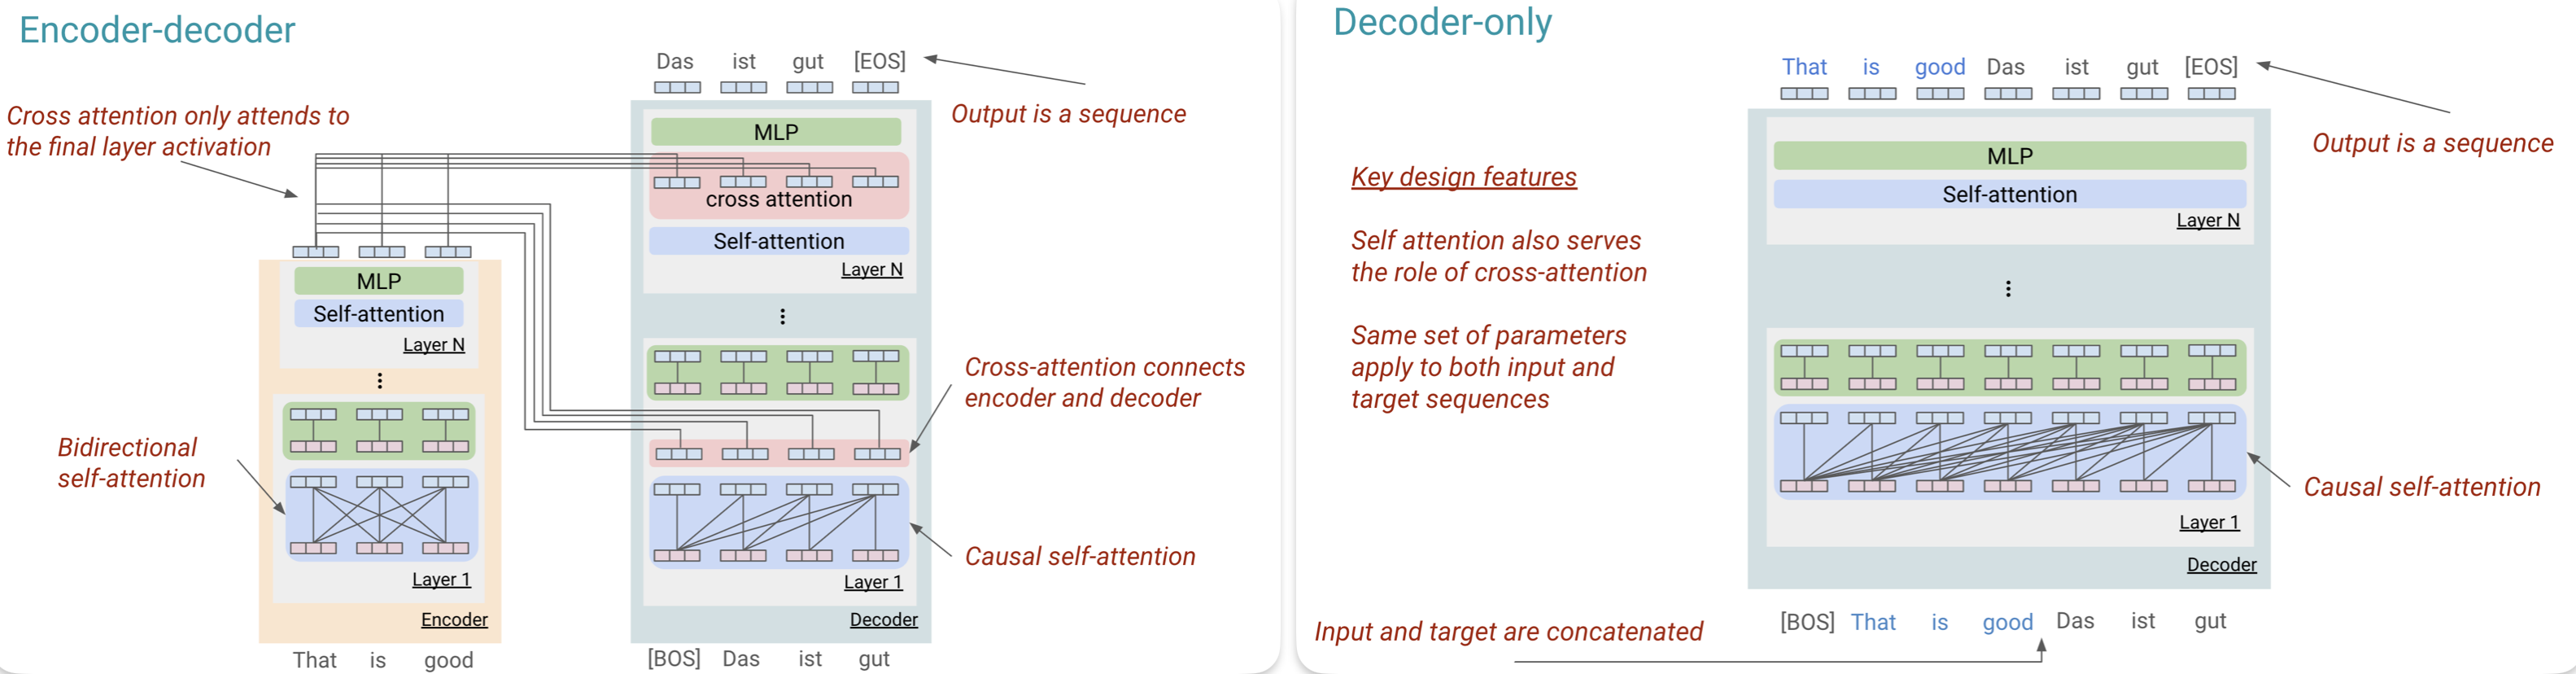 Encoder-decoder
Das ist gut [EOS]
Output is a sequence
Cross attention only attends to
the final layer activation
MLP
cross attention
Self-attention
Layer N
MLP
Self-attention
Layer N
Cross-attention connects
encoder and decoder
Bidirectional
self-attention
Causal self-attention
Layer 1
Layer 1
Encoder
Decoder
That is good
[BOS] Das ist gut
Decoder-only
That is good Das ist gut [EOS]
Output is a sequence
Key design features
Self attention also serves
the role of cross-attention
Same set of parameters
apply to both input and
target sequences
MLP
Self-attention
Layer N
Causal self-attention
Layer 1
Decoder
[BOS] That is good Das ist gut
Input and target are concatenated